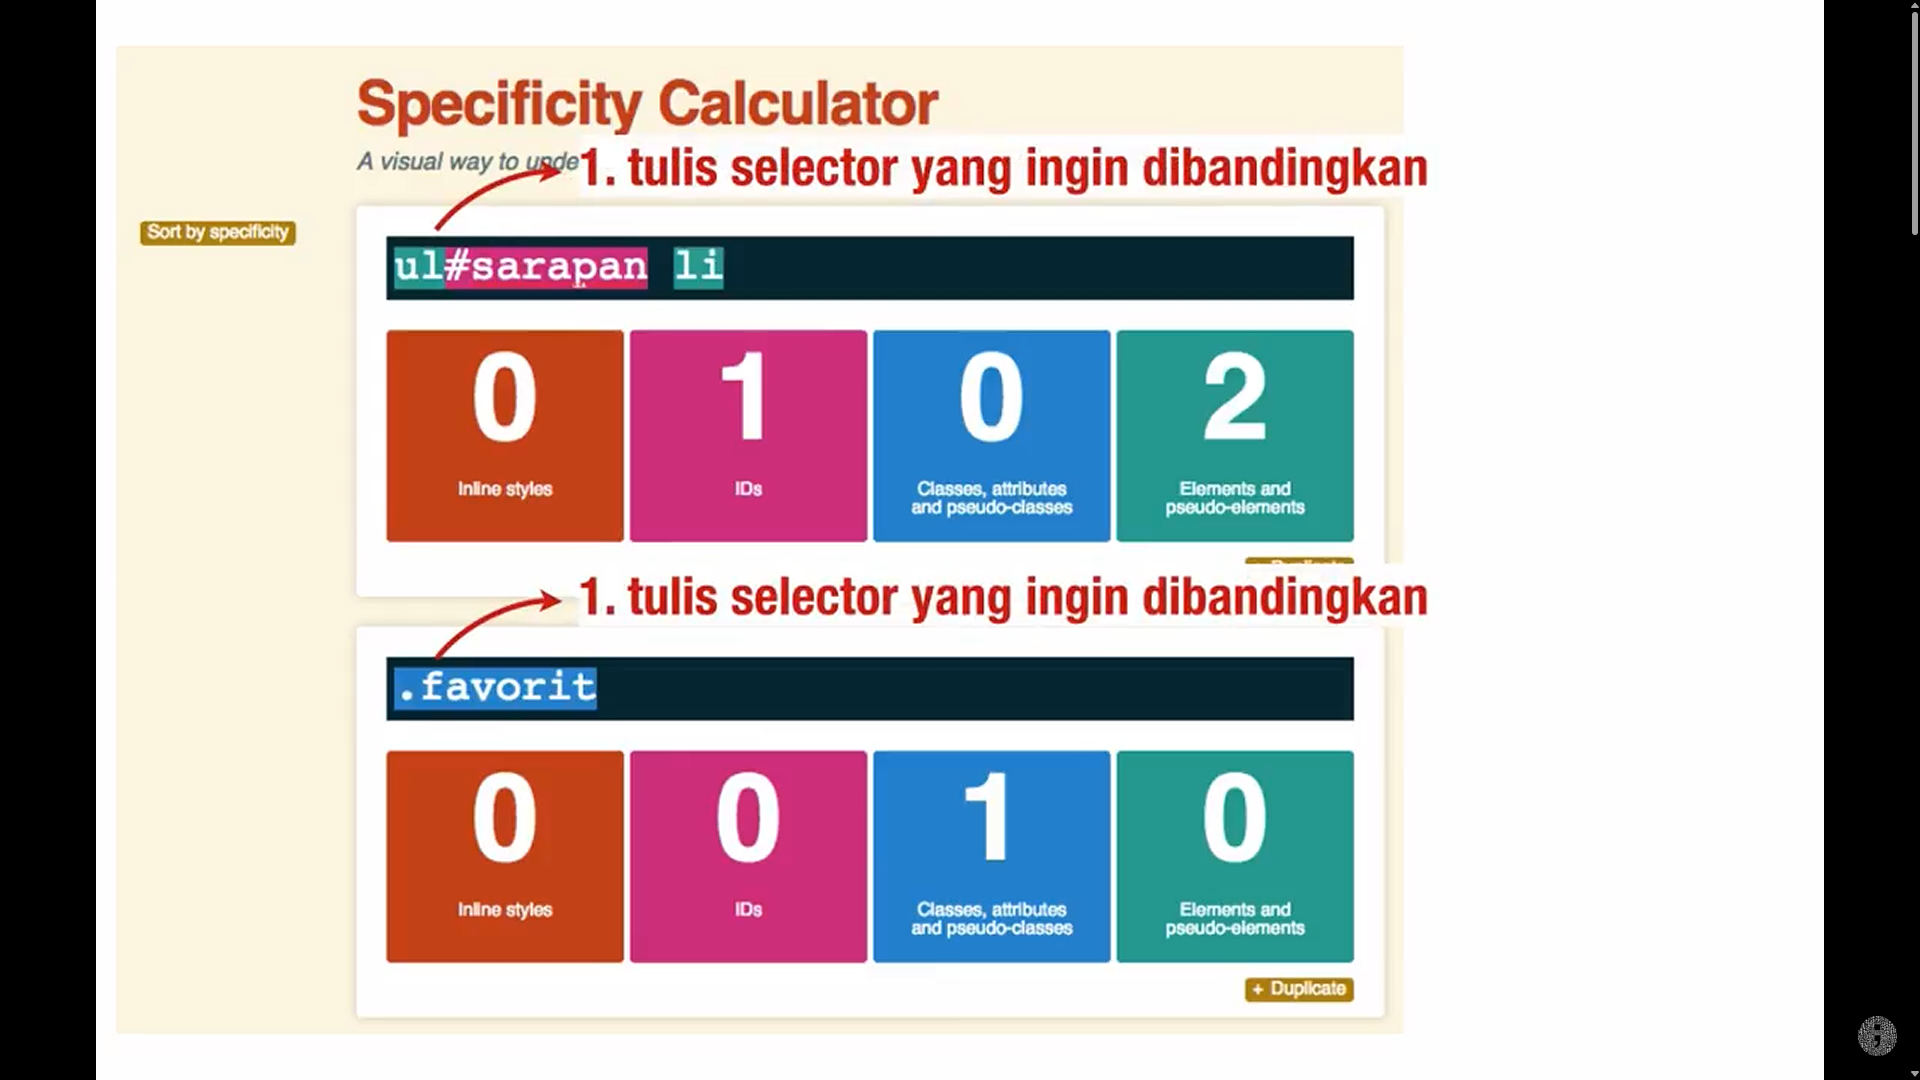 Specificity Calculator
A visual way to unde
1. tulis selector yang ingin dibandingkan
Sort by specificity
ul#sarapan li
0 1 0 2
Inline styles IDs Classes, attributes and pseudo-classes Elements and pseudo-elements
1. tulis selector yang ingin dibandingkan
.favorit
0 0 1 0
Inline styles IDs Classes, attributes and pseudo-classes Elements and pseudo-elements
+ Duplicate